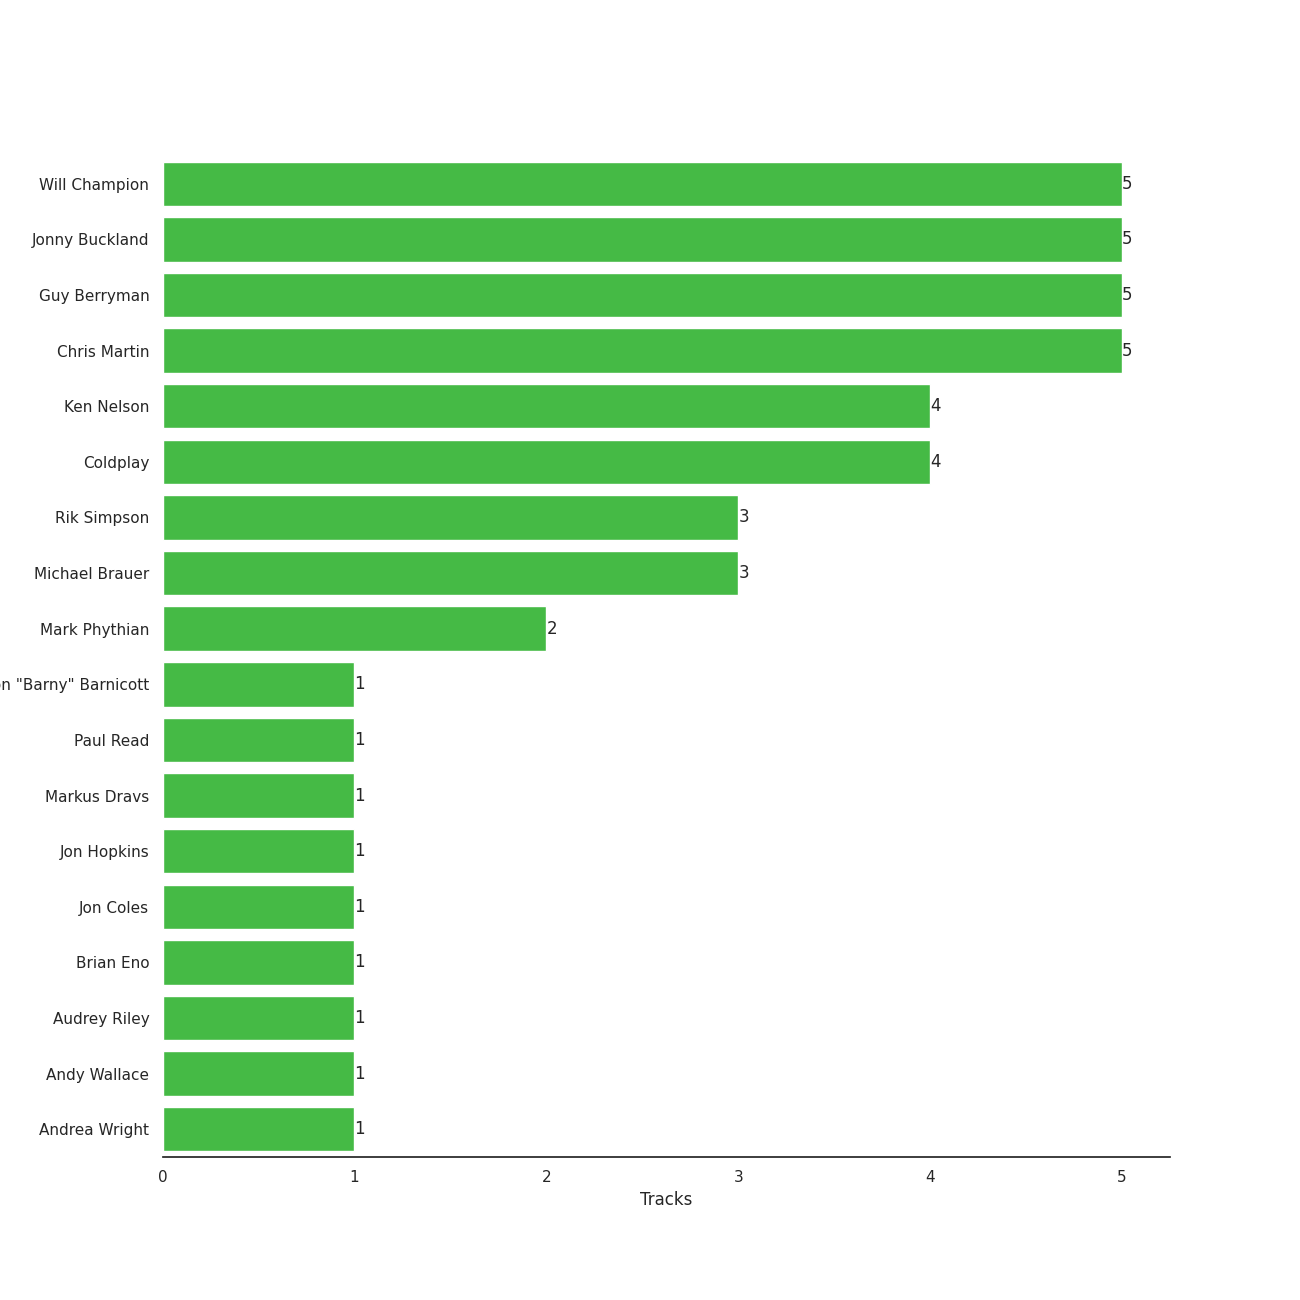 Will Champion 5
Jonny Buckland 5
Guy Berryman 5
Chris Martin 5
Ken Nelson 4
Coldplay 4
Rik Simpson 3
Michael Brauer 3
Mark Phythian 2
"Barny" Barnicott 1
Paul Read 1
Markus Dravs 1
Jon Hopkins 1
Jon Coles 1
Brian Eno 1
Audrey Riley 1
Andy Wallace 1
Andrea Wright 1
0 1 2 3 4 5
Tracks